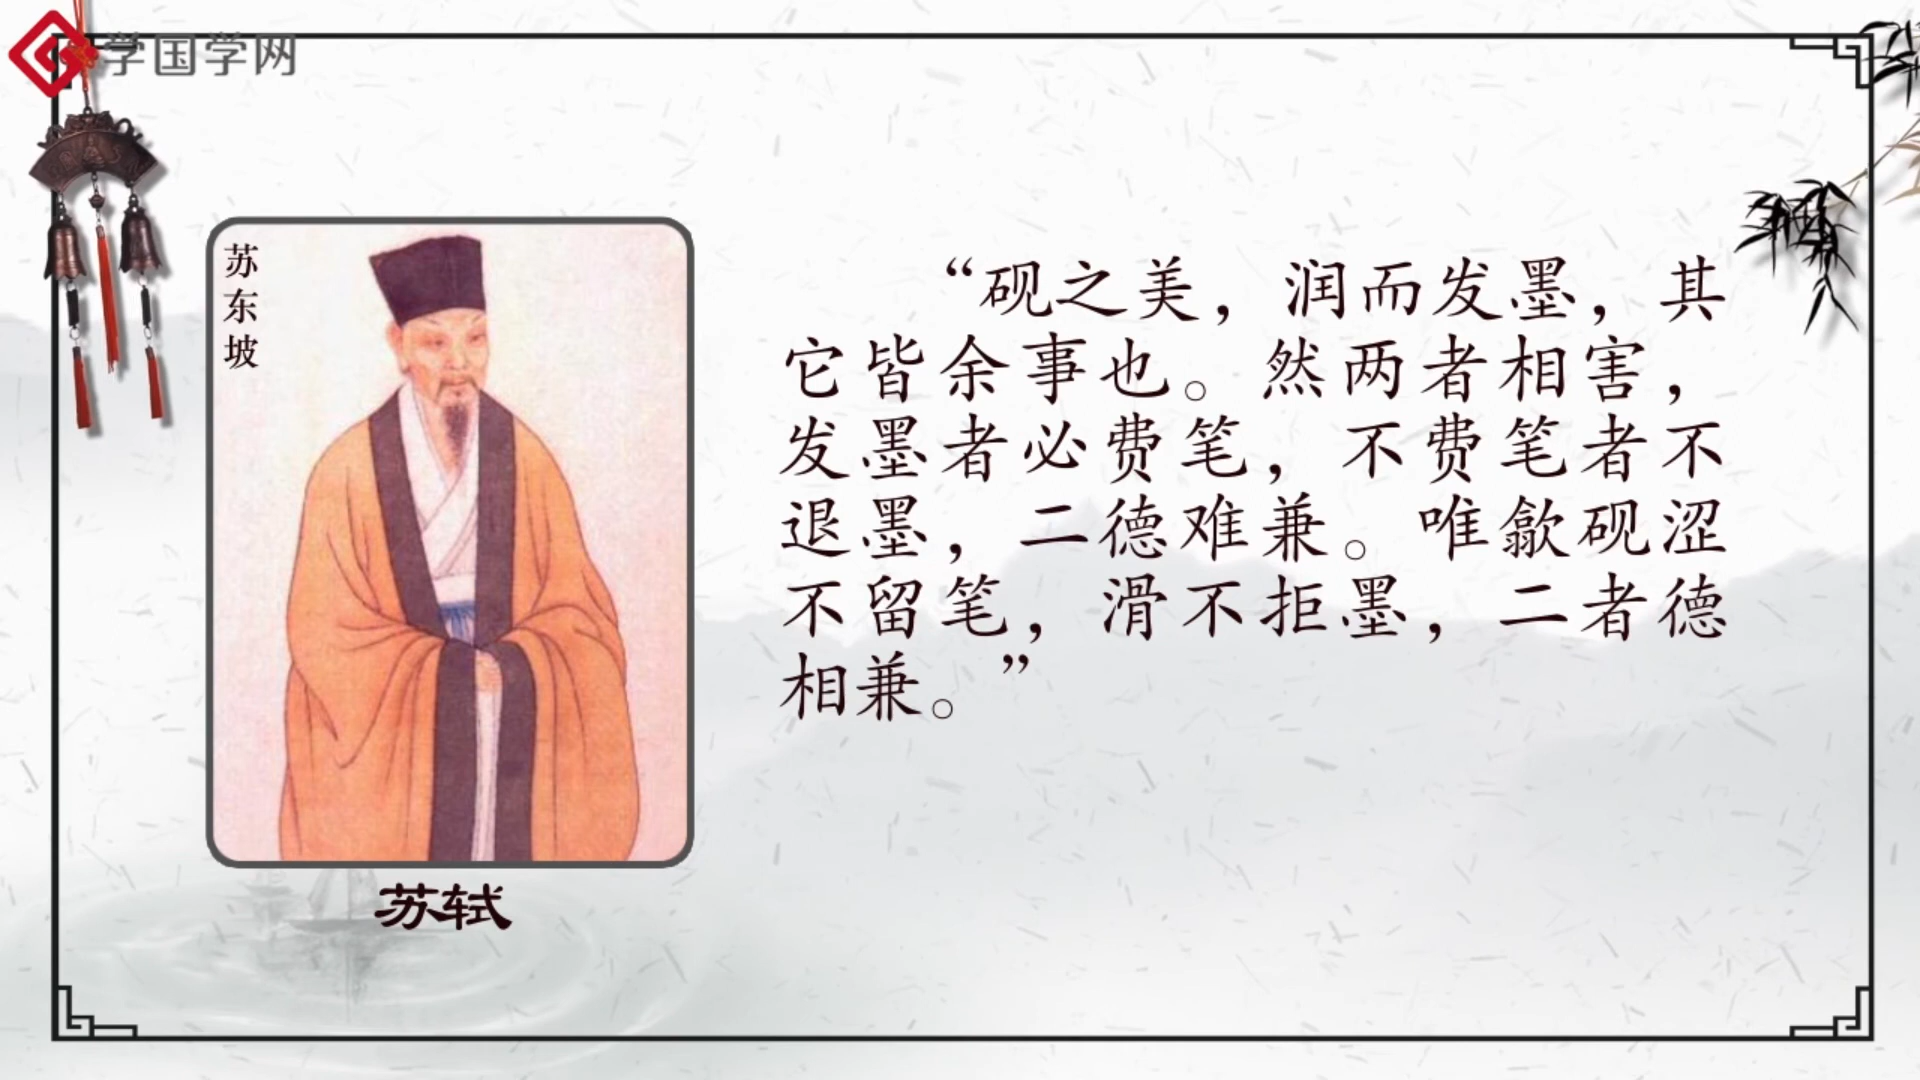 学国学网
苏东坡
“砚之美，润而发墨，其
它皆余事也。然两者相害，
发墨者必费笔，不费笔者不
退墨，二德难兼。唯歙砚涩
不留笔，滑不拒墨，二者德
相兼。”
苏轼